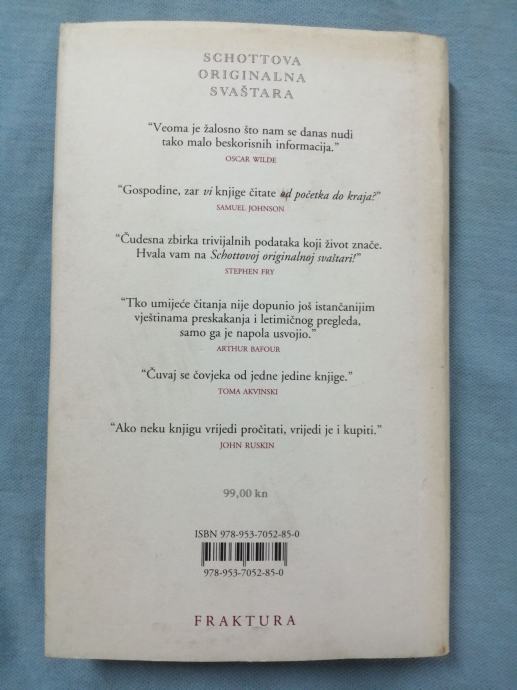 SCHOTTOVA
ORIGINALNA
SVAŠTARA
“Veoma je žalosno što nam se danas nudi
tako malo beskorisnih informacija.”
OSCAR WILDE
“Gospodine, zar vi knjige čitate od početka do kraja?”
SAMUEL JOHNSON
“Čudesna zbirka trivijalnih podataka koji život znače.
Hvala vam na Schottovoj originalnoj svaštari!”
STEPHEN FRY
“Tko umijeće čitanja nije dopunio još istančanijim
vještinama preskakanja i letimičnog pregleda,
samo ga je napola usvojio.”
ARTHUR BAFOUR
“Čuvaj se čovjeka od jedne jedine knjige.”
TOMA AKVINSKI
“Ako neku knjigu vrijedi pročitati, vrijedi je i kupiti.”
JOHN RUSKIN
99,00 kn
ISBN 978-953-7052-85-0
978-953-7052-85-0
FRAKTURA